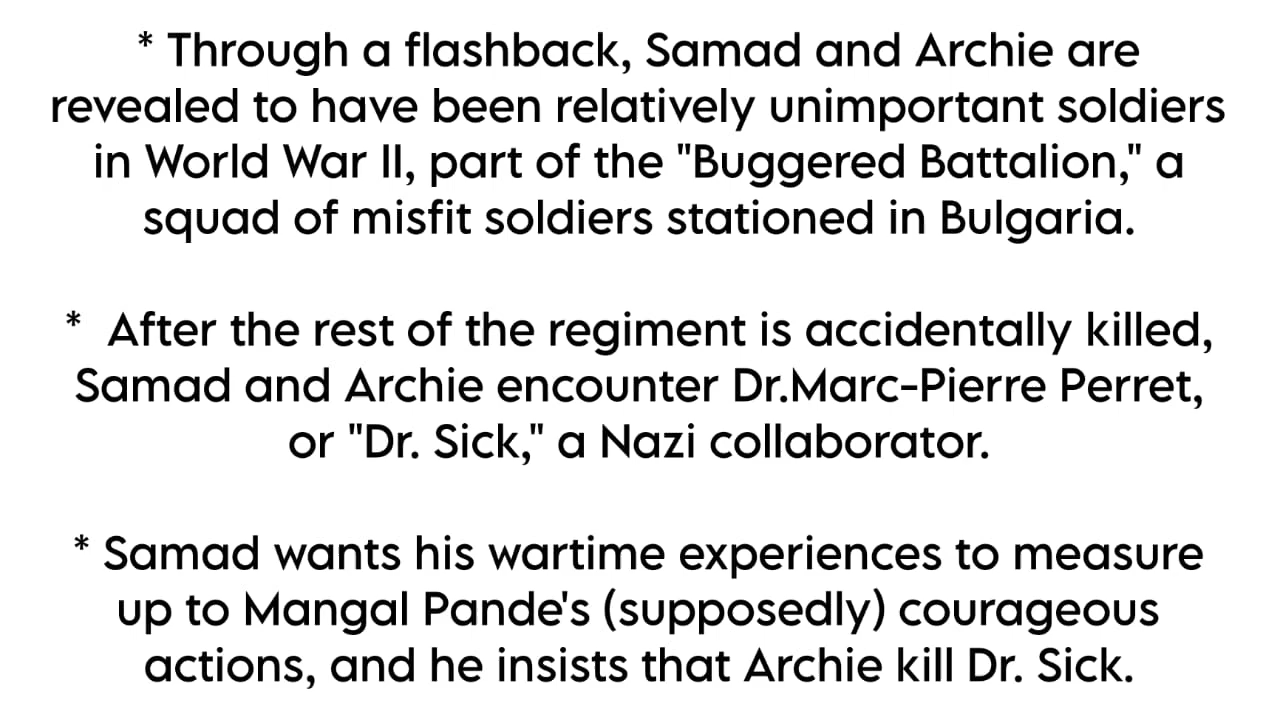 * Through a flashback, Samad and Archie are
revealed to have been relatively unimportant soldiers
in World War II, part of the "Buggered Battalion," a
squad of misfit soldiers stationed in Bulgaria.
*  After the rest of the regiment is accidentally killed,
Samad and Archie encounter Dr.Marc-Pierre Perret,
or "Dr. Sick," a Nazi collaborator.
* Samad wants his wartime experiences to measure
up to Mangal Pande's (supposedly) courageous
actions, and he insists that Archie kill Dr. Sick.